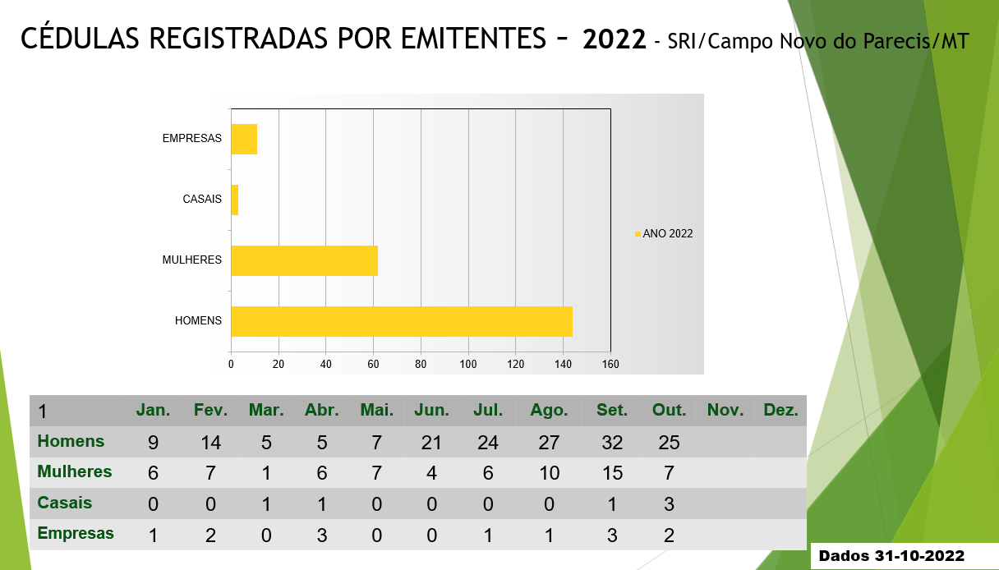 CÉDULAS REGISTRADAS POR EMITENTES – 2022 - SRI/Campo Novo do Parecis/MT
EMPRESAS
CASAIS
MULHERES
HOMENS
ANO 2022
0 20 40 60 80 100 120 140 160
1 Jan. Fev. Mar. Abr. Mai. Jun. Jul. Ago. Set. Out. Nov. Dez.
Homens 9 14 5 5 7 21 24 27 32 25
Mulheres 6 7 1 6 7 4 6 10 15 7
Casais 0 0 1 1 0 0 0 0 1 3
Empresas 1 2 0 3 0 0 1 1 3 2
Dados 31-10-2022